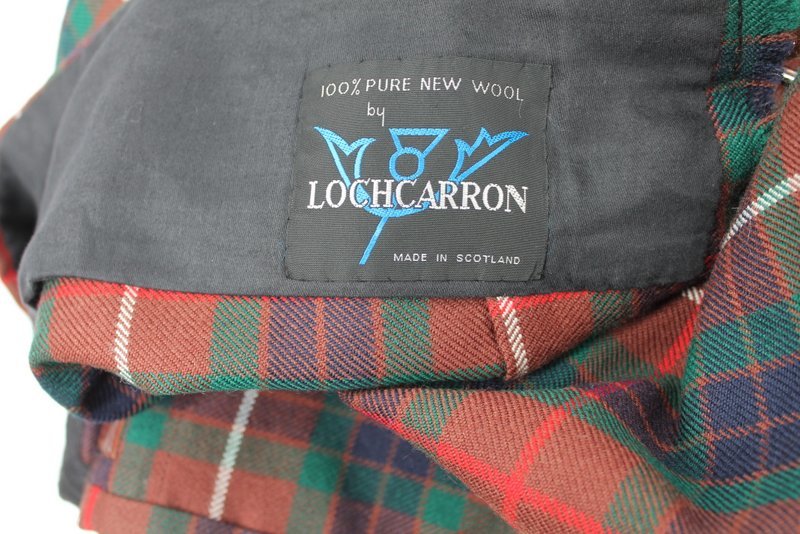 100% PURE NEW WOOL
by
LOCHCARRON
MADE IN SCOTLAND